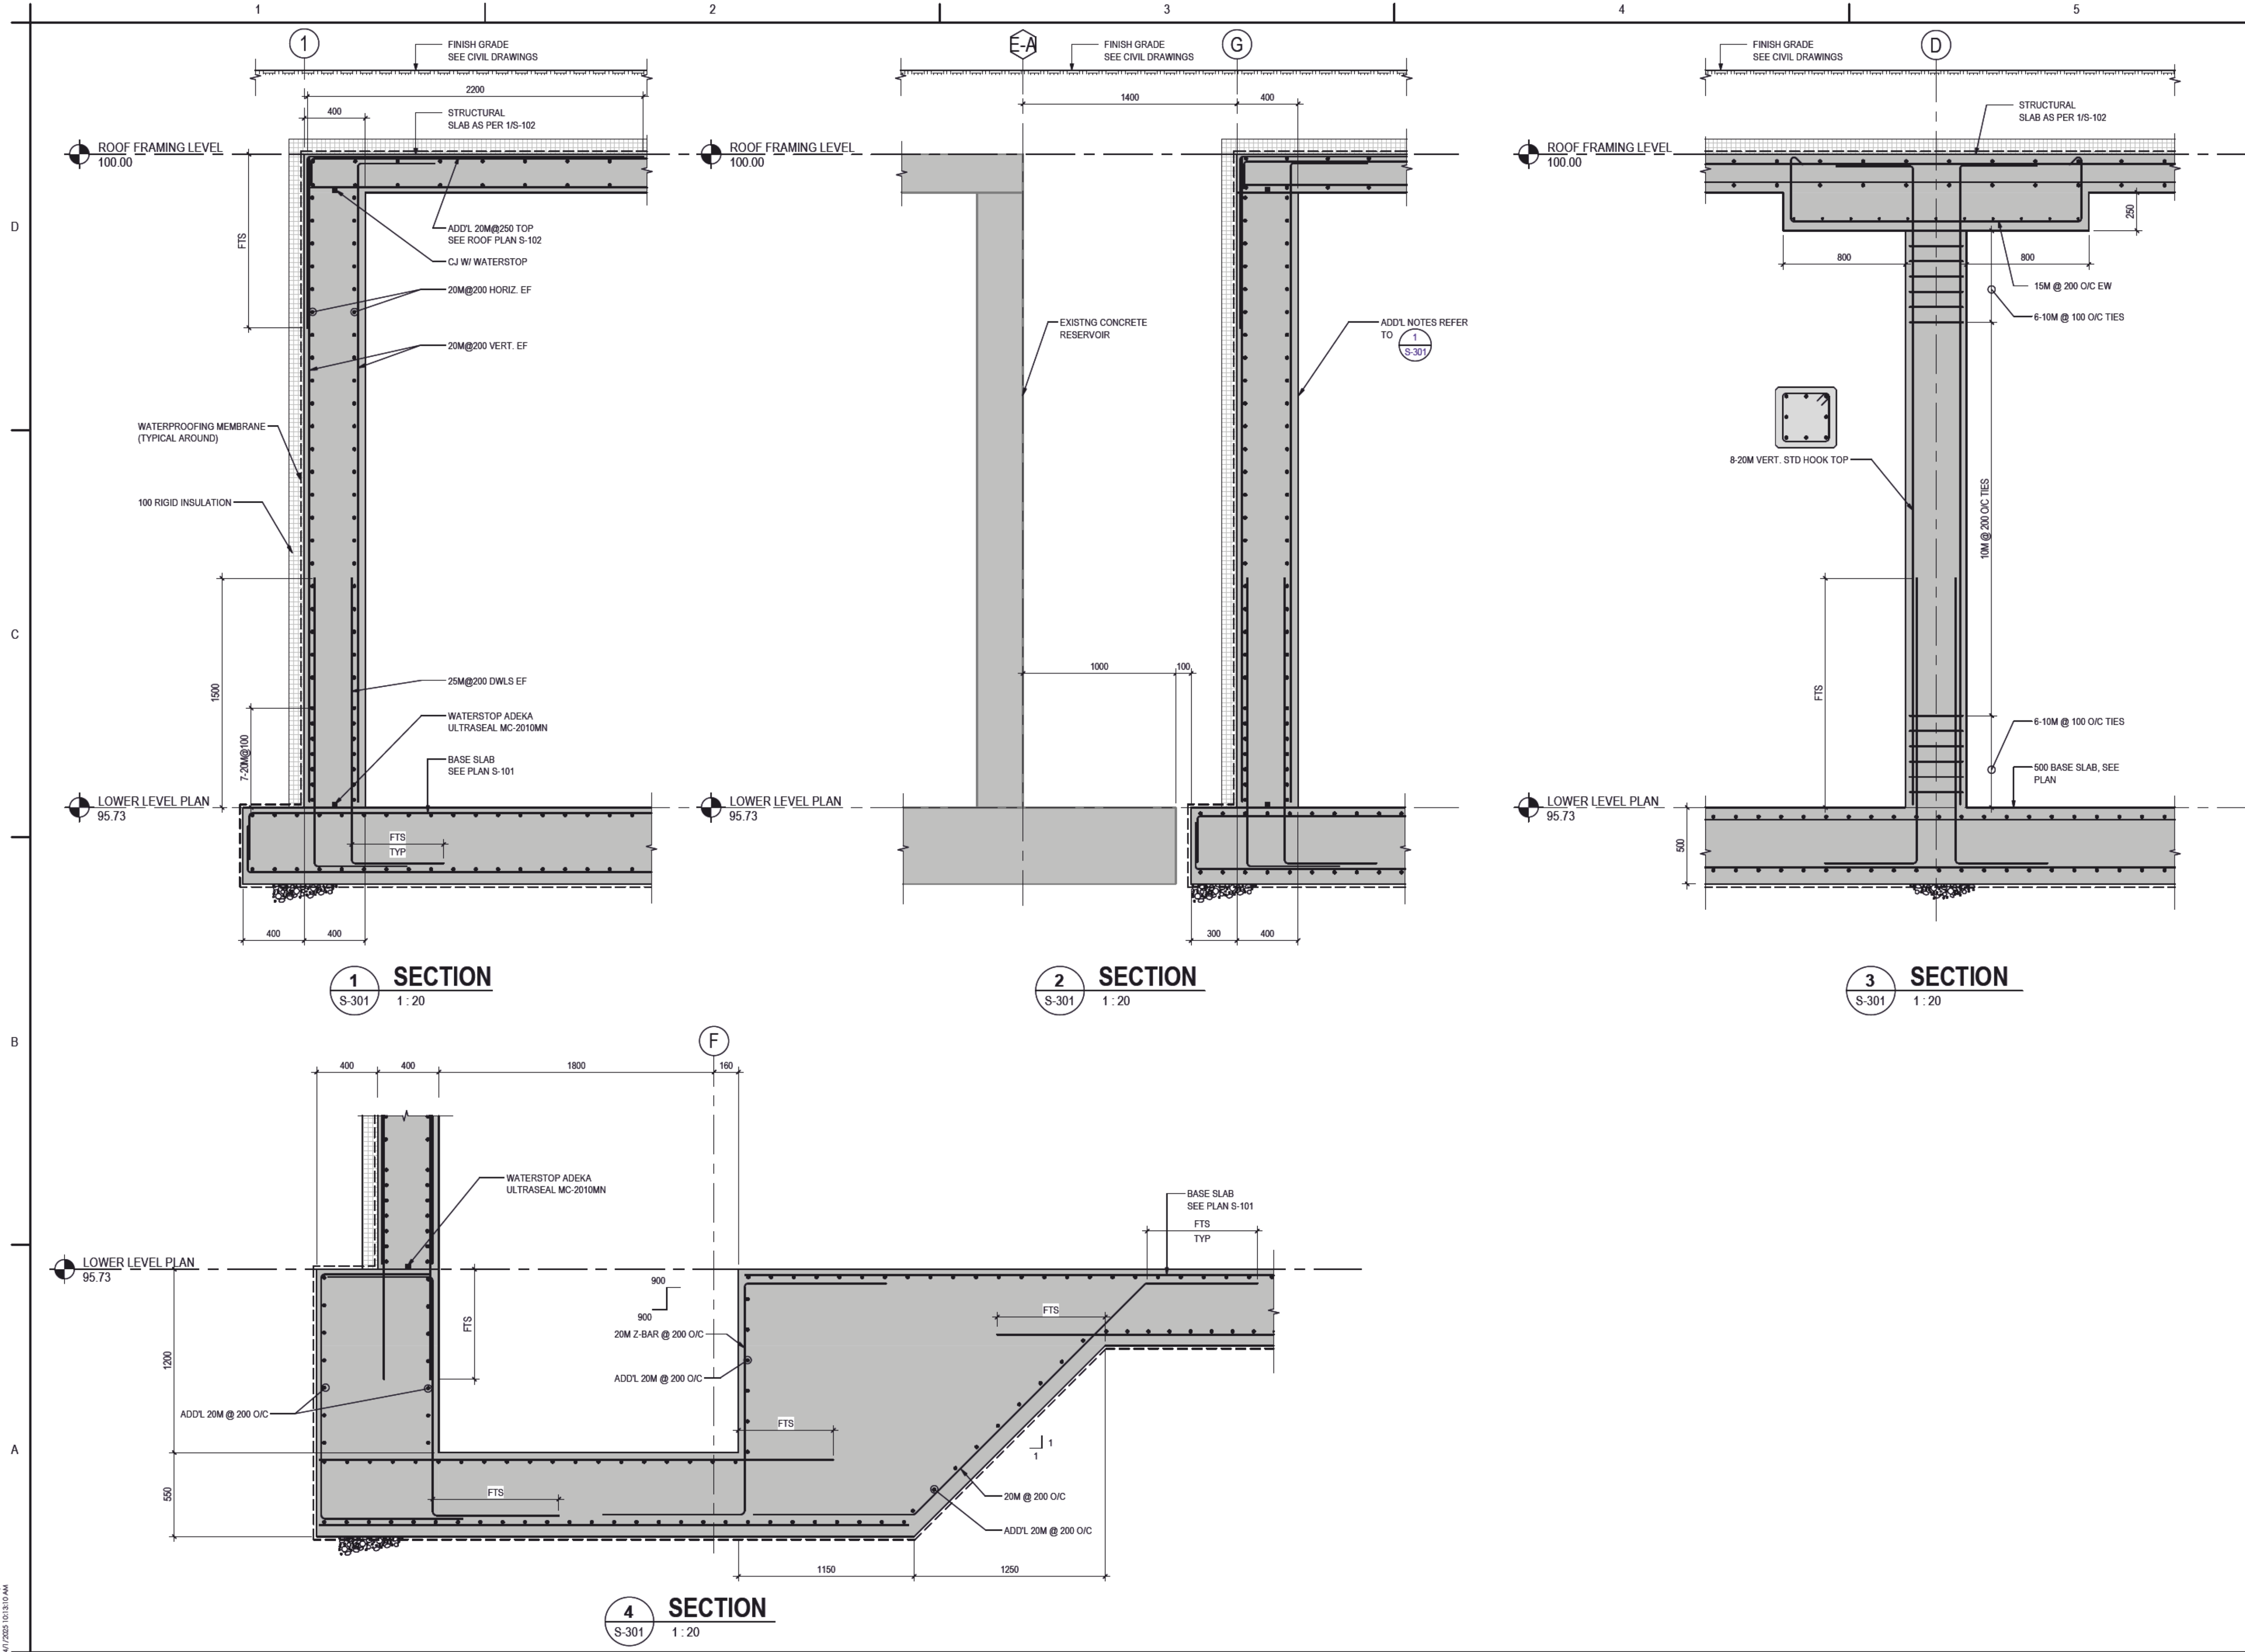 1
2
3
4
5
D
C
B
A
1
FINISH GRADE
SEE CIVIL DRAWINGS
2200
400
STRUCTURAL
SLAB AS PER 1/S-102
ROOF FRAMING LEVEL
100.00
FTS
ADD'L 20M@250 TOP
SEE ROOF PLAN S-102
CJ W/ WATERSTOP
20M@200 HORIZ. EF
20M@200 VERT. EF
WATERPROOFING MEMBRANE
(TYPICAL AROUND)
100 RIGID INSULATION
1500
25M@200 DWLS EF
WATERSTOP ADEKA
ULTRASEAL MC-2010MN
7-20M@100
BASE SLAB
SEE PLAN S-101
LOWER LEVEL PLAN
95.73
FTS
TYP
400
400
1
S-301
SECTION
1 : 20
E-A
FINISH GRADE
SEE CIVIL DRAWINGS
G
1400
400
ROOF FRAMING LEVEL
100.00
EXISTNG CONCRETE
RESERVOIR
ADD'L NOTES REFER
TO
1
S-301
1000
100
LOWER LEVEL PLAN
95.73
300
400
2
S-301
SECTION
1 : 20
FINISH GRADE
SEE CIVIL DRAWINGS
D
STRUCTURAL
SLAB AS PER 1/S-102
ROOF FRAMING LEVEL
100.00
250
800
800
15M @ 200 O/C EW
6-10M @ 100 O/C TIES
8-20M VERT. STD HOOK TOP
10M @ 200 O/C TIES
FTS
6-10M @ 100 O/C TIES
500 BASE SLAB, SEE
PLAN
LOWER LEVEL PLAN
95.73
500
3
S-301
SECTION
1 : 20
F
400
400
1800
160
WATERSTOP ADEKA
ULTRASEAL MC-2010MN
BASE SLAB
SEE PLAN S-101
FTS
TYP
LOWER LEVEL PLAN
95.73
900
900
FTS
FTS
20M Z-BAR @ 200 O/C
1200
ADD'L 20M @ 200 O/C
ADD'L 20M @ 200 O/C
FTS
1
1
FTS
550
20M @ 200 O/C
ADD'L 20M @ 200 O/C
1150
1250
4
S-301
SECTION
1 : 20